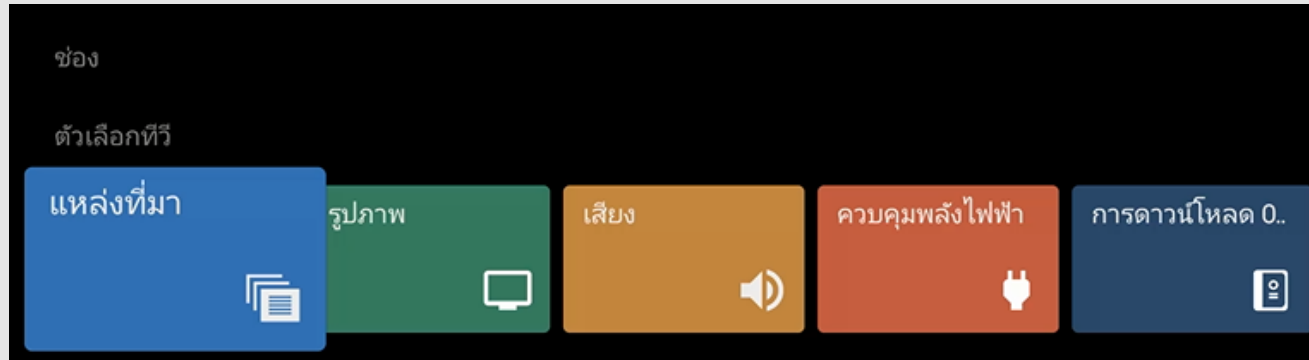 ช่อง
ตัวเลือกทีวี
แหล่งที่มา
รูปภาพ
เสียง
ควบคุมพลังไฟฟ้า
การดาวน์โหลด 0..